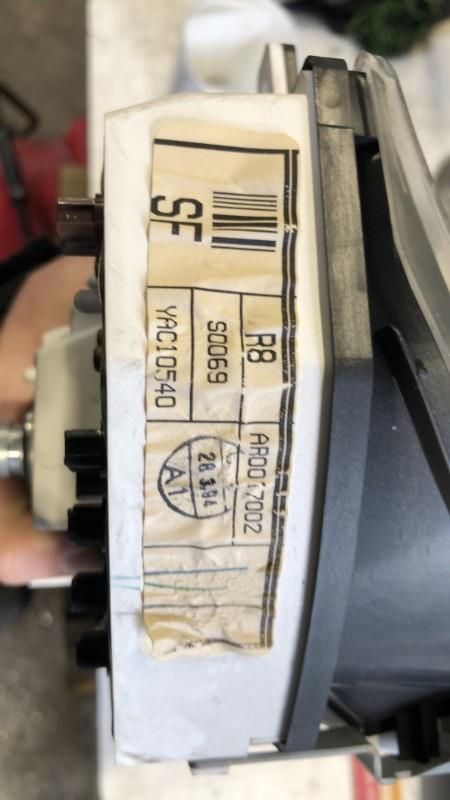 SF
R8
S0069
YAC10540
AR0017002
28 3.94
A1